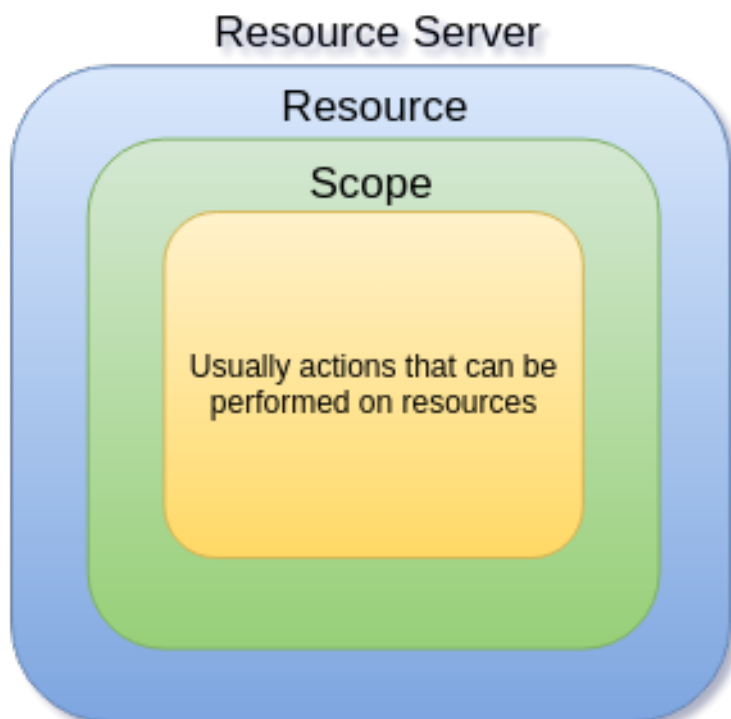 Resource Server
Resource
Scope
Usually actions that can be
performed on resources